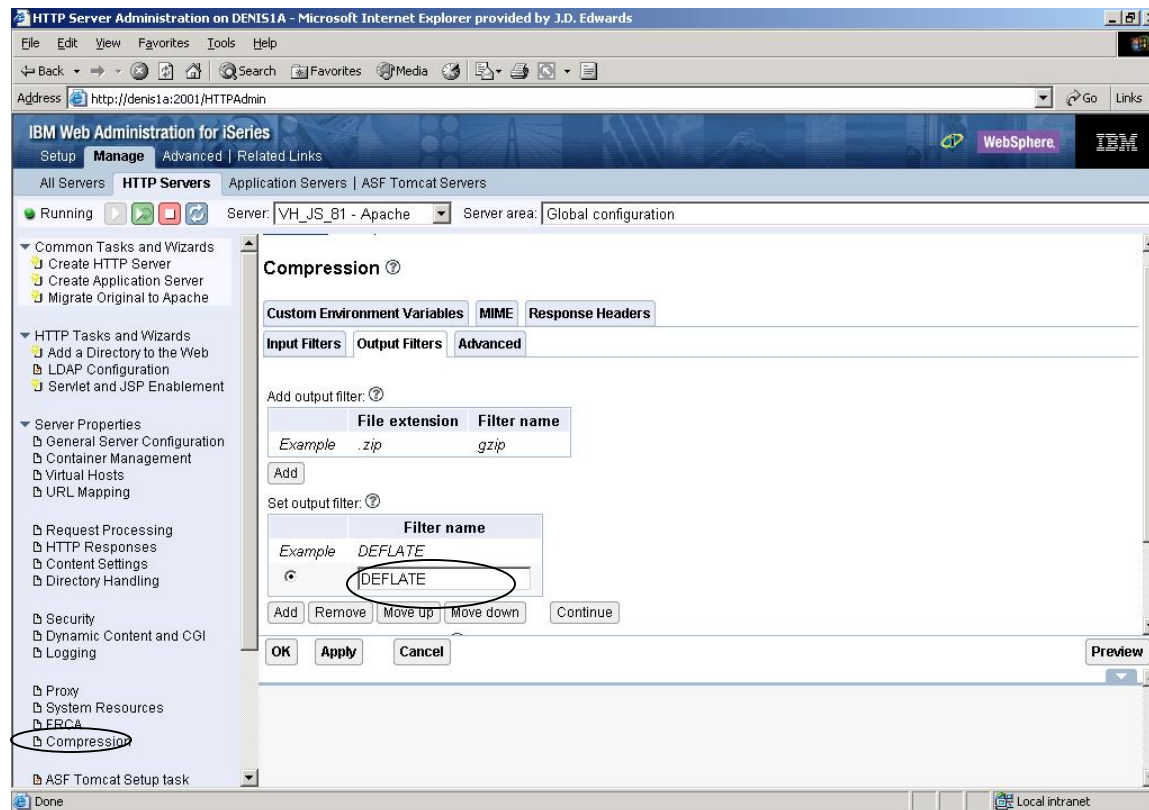 HTTP Server Administration on DENIS1A - Microsoft Internet Explorer provided by J.D. Edwards
File Edit View Favorites Tools Help
Back Search Favorites Media
Address http://denis1a:2001/HTTPAdmin Go Links
IBM Web Administration for iSeries
WebSphere. IBM
Setup Manage Advanced | Related Links
All Servers HTTP Servers Application Servers | ASF Tomcat Servers
Running Server: VH_JS_81 - Apache Server area: Global configuration
Common Tasks and Wizards
Create HTTP Server
Create Application Server
Migrate Original to Apache
HTTP Tasks and Wizards
Add a Directory to the Web
LDAP Configuration
Servlet and JSP Enablement
Server Properties
General Server Configuration
Container Management
Virtual Hosts
URL Mapping
Request Processing
HTTP Responses
Content Settings
Directory Handling
Security
Dynamic Content and CGI
Logging
Proxy
System Resources
FRCA
Compression
ASF Tomcat Setup task
Compression
Custom Environment Variables MIME Response Headers
Input Filters Output Filters Advanced
Add output filter:
File extension Filter name
Example .zip gzip
Add
Set output filter:
Filter name
Example DEFLATE
DEFLATE
Add Remove Move up Move down Continue
OK Apply Cancel Preview
Done Local intranet